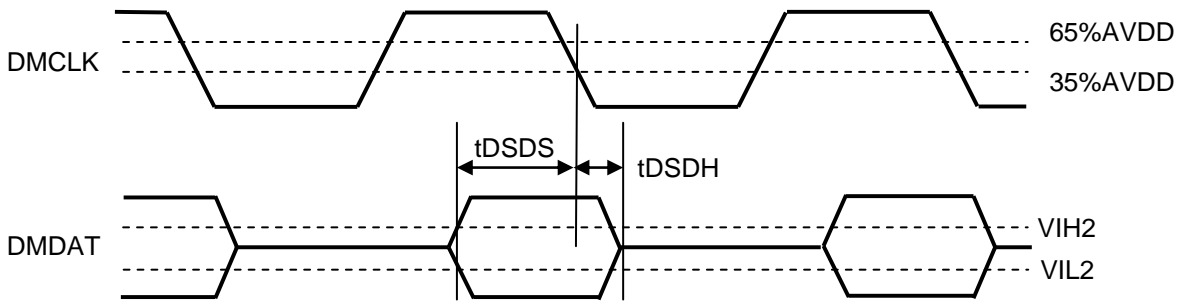 65%AVDD
DMCLK
35%AVDD
tDSDS
tDSDH
VIH2
DMDAT
VIL2